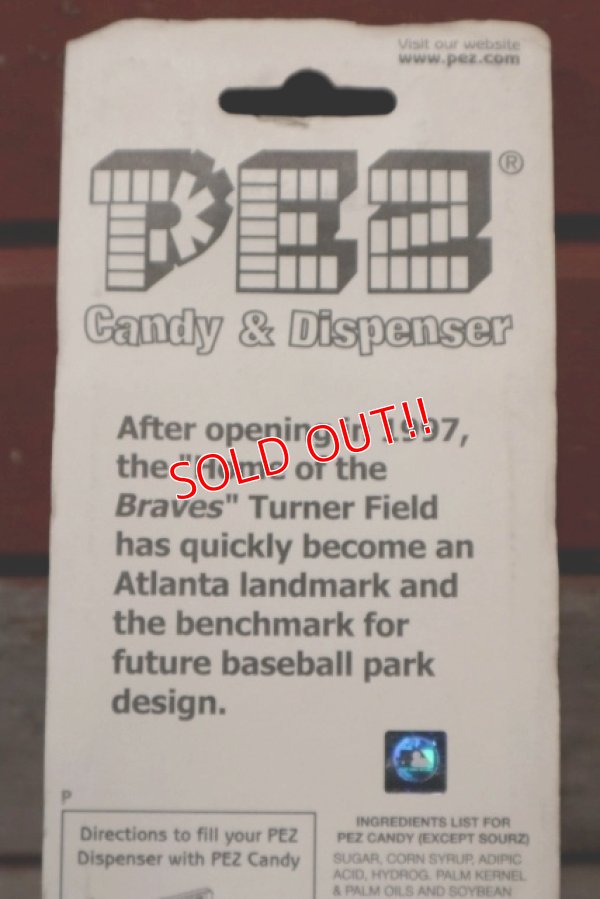 Visit our website
www.pez.com
PEZ®
Candy & Dispenser
After opening in 1997,
the "Home of the
Braves" Turner Field
has quickly become an
Atlanta landmark and
the benchmark for
future baseball park
design.
SOLD OUT!!
P
Directions to fill your PEZ
Dispenser with PEZ Candy
INGREDIENTS LIST FOR
PEZ CANDY (EXCEPT SOURZ)
SUGAR, CORN SYRUP, ADIPIC
ACID, HYDROG. PALM KERNEL
& PALM OILS AND SOYBEAN